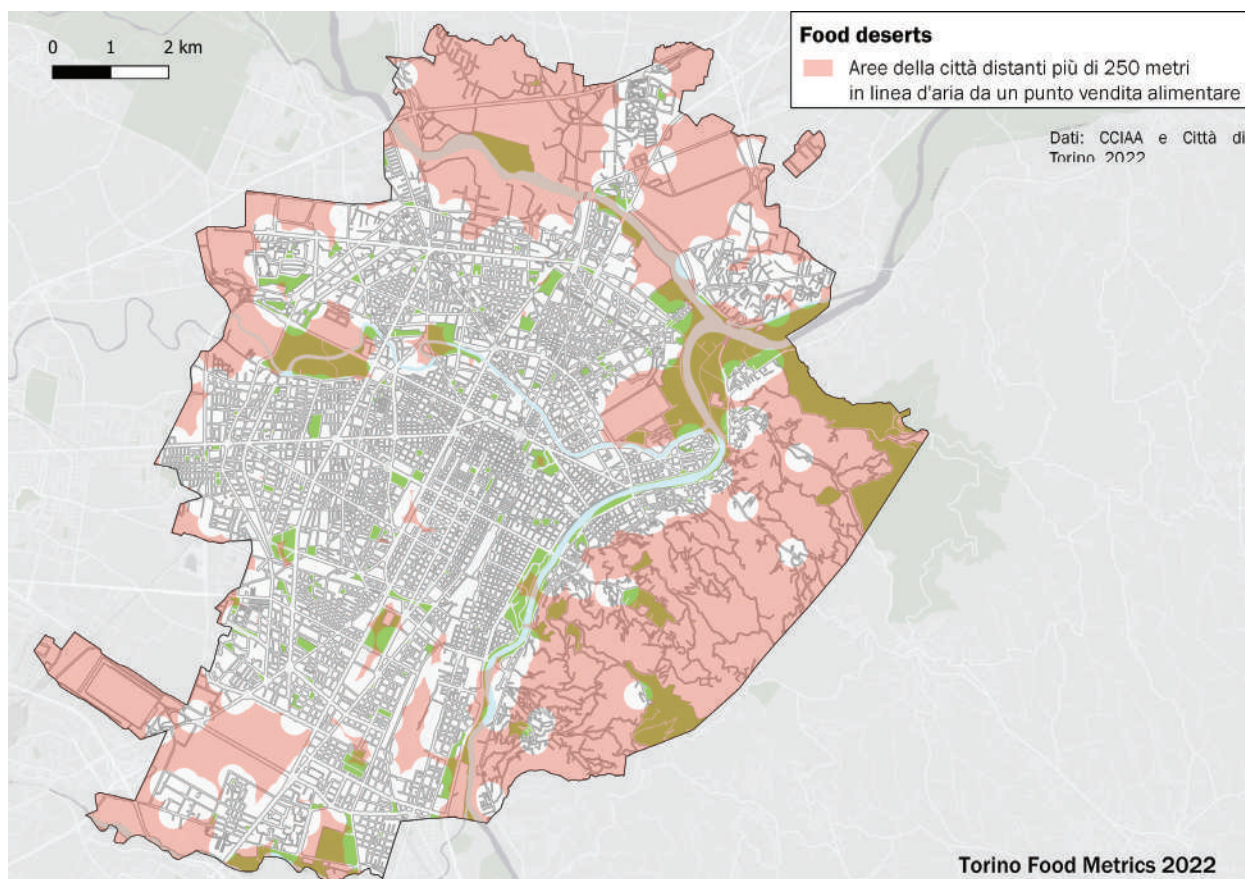 0 1 2 km
Food deserts
Aree della città distanti più di 250 metri
in linea d'aria da un punto vendita alimentare
Dati: CCIAA e Città di
Torino 2022
Torino Food Metrics 2022